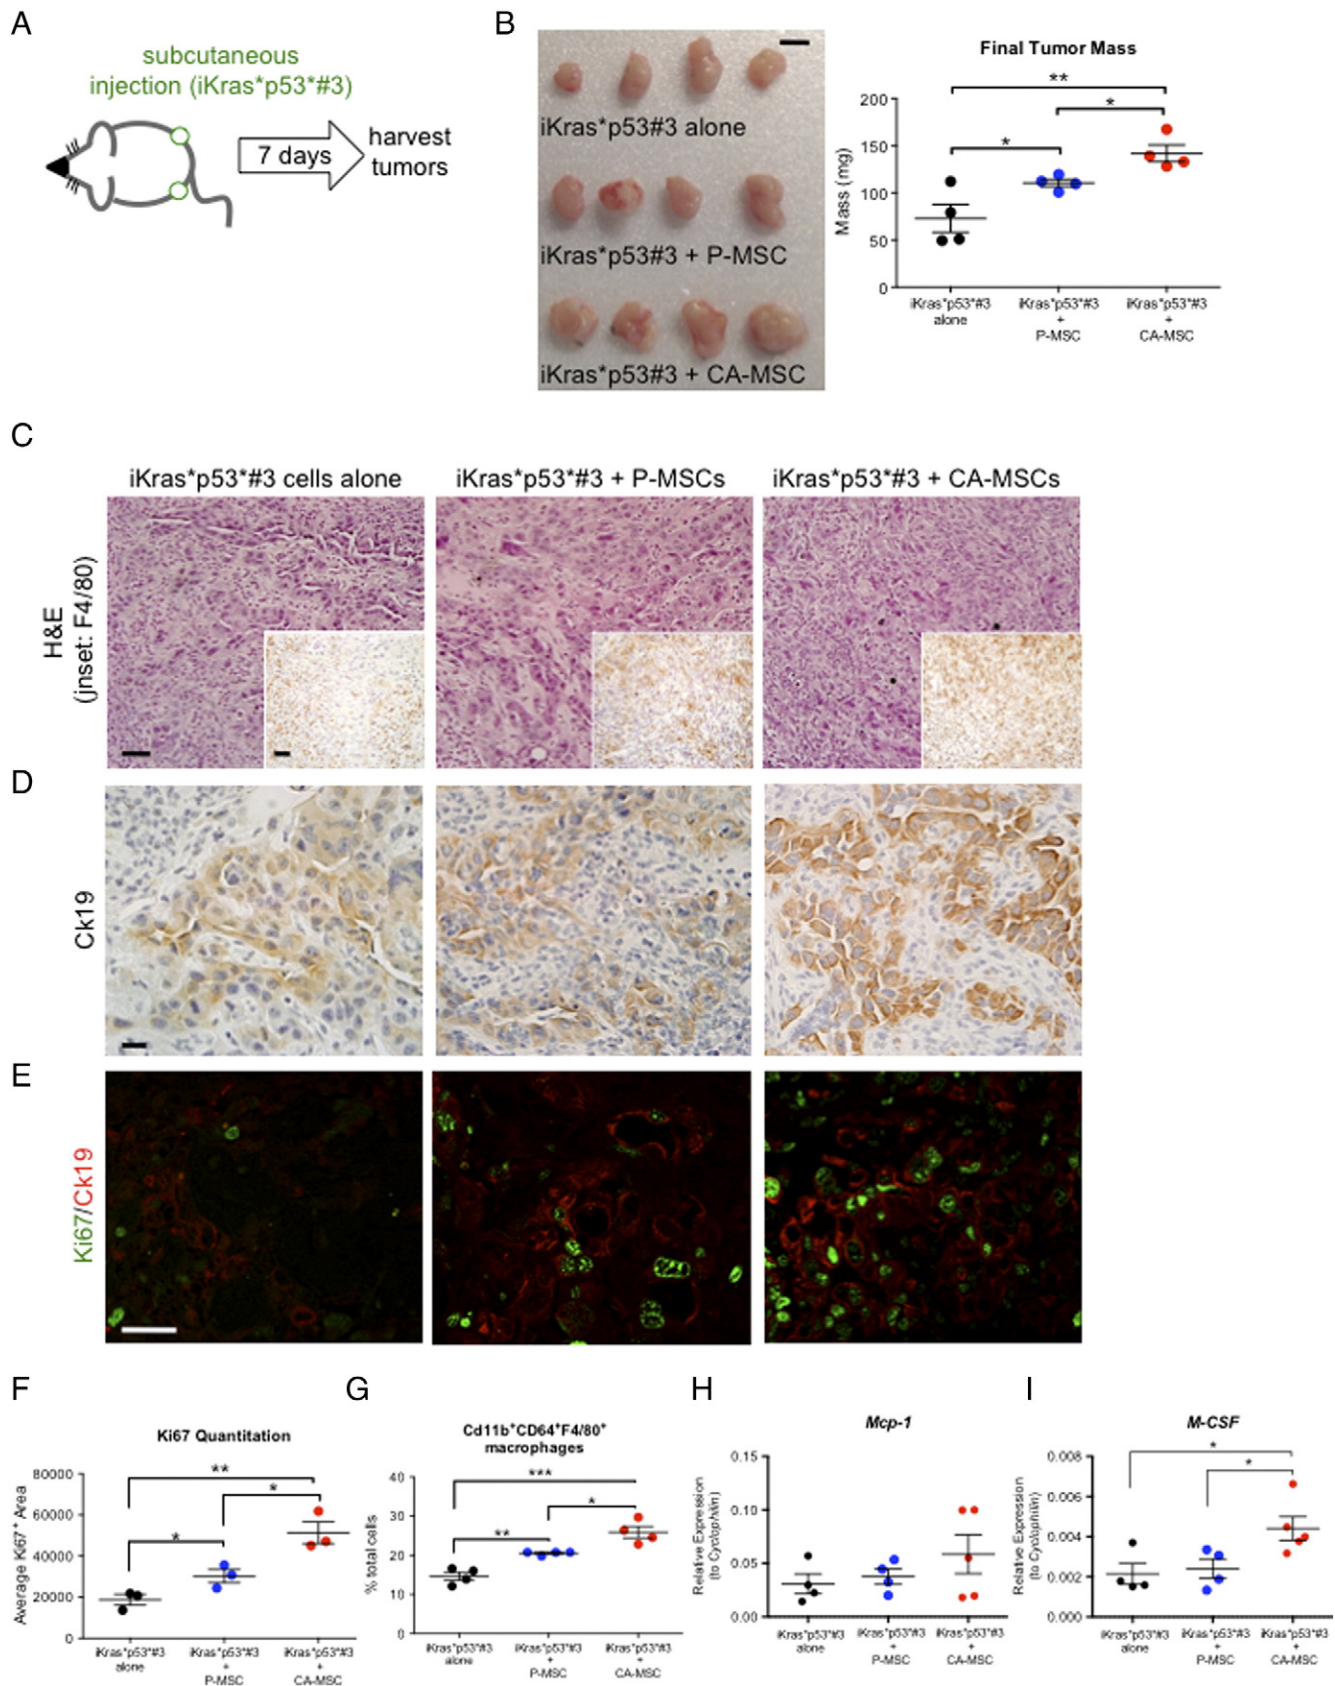 A
subcutaneous
injection (iKras*p53*#3)
7 days
harvest
tumors
B
iKras*p53#3 alone
iKras*p53#3 + P-MSC
iKras*p53#3 + CA-MSC
Final Tumor Mass
**
*
*
Mass (mg)
200
150
100
50
0
iKras*p53*#3
alone
iKras*p53*#3
+
P-MSC
iKras*p53*#3
+
CA-MSC
C
iKras*p53*#3 cells alone
iKras*p53*#3 + P-MSCs
iKras*p53*#3 + CA-MSCs
H&E
(inset: F4/80)
D
Ck19
E
Ki67/Ck19
F
Ki67 Quantitation
**
*
*
Average Ki67+ Area
80000
60000
40000
20000
0
iKras*p53*#3
alone
iKras*p53*#3
+
P-MSC
iKras*p53*#3
+
CA-MSC
G
Cd11b+CD64+F4/80+
macrophages
***
*
**
% total cells
40
30
20
10
0
iKras*p53*#3
alone
iKras*p53*#3
+
P-MSC
iKras*p53*#3
+
CA-MSC
H
Mcp-1
Relative Expression
(to Cyclophilin)
0.15
0.10
0.05
0.00
iKras*p53*#3
alone
iKras*p53*#3
+
P-MSC
iKras*p53*#3
+
CA-MSC
I
M-CSF
*
*
Relative Expression
(to Cyclophilin)
0.008
0.006
0.004
0.002
0.000
iKras*p53*#3
alone
iKras*p53*#3
+
P-MSC
iKras*p53*#3
+
CA-MSC